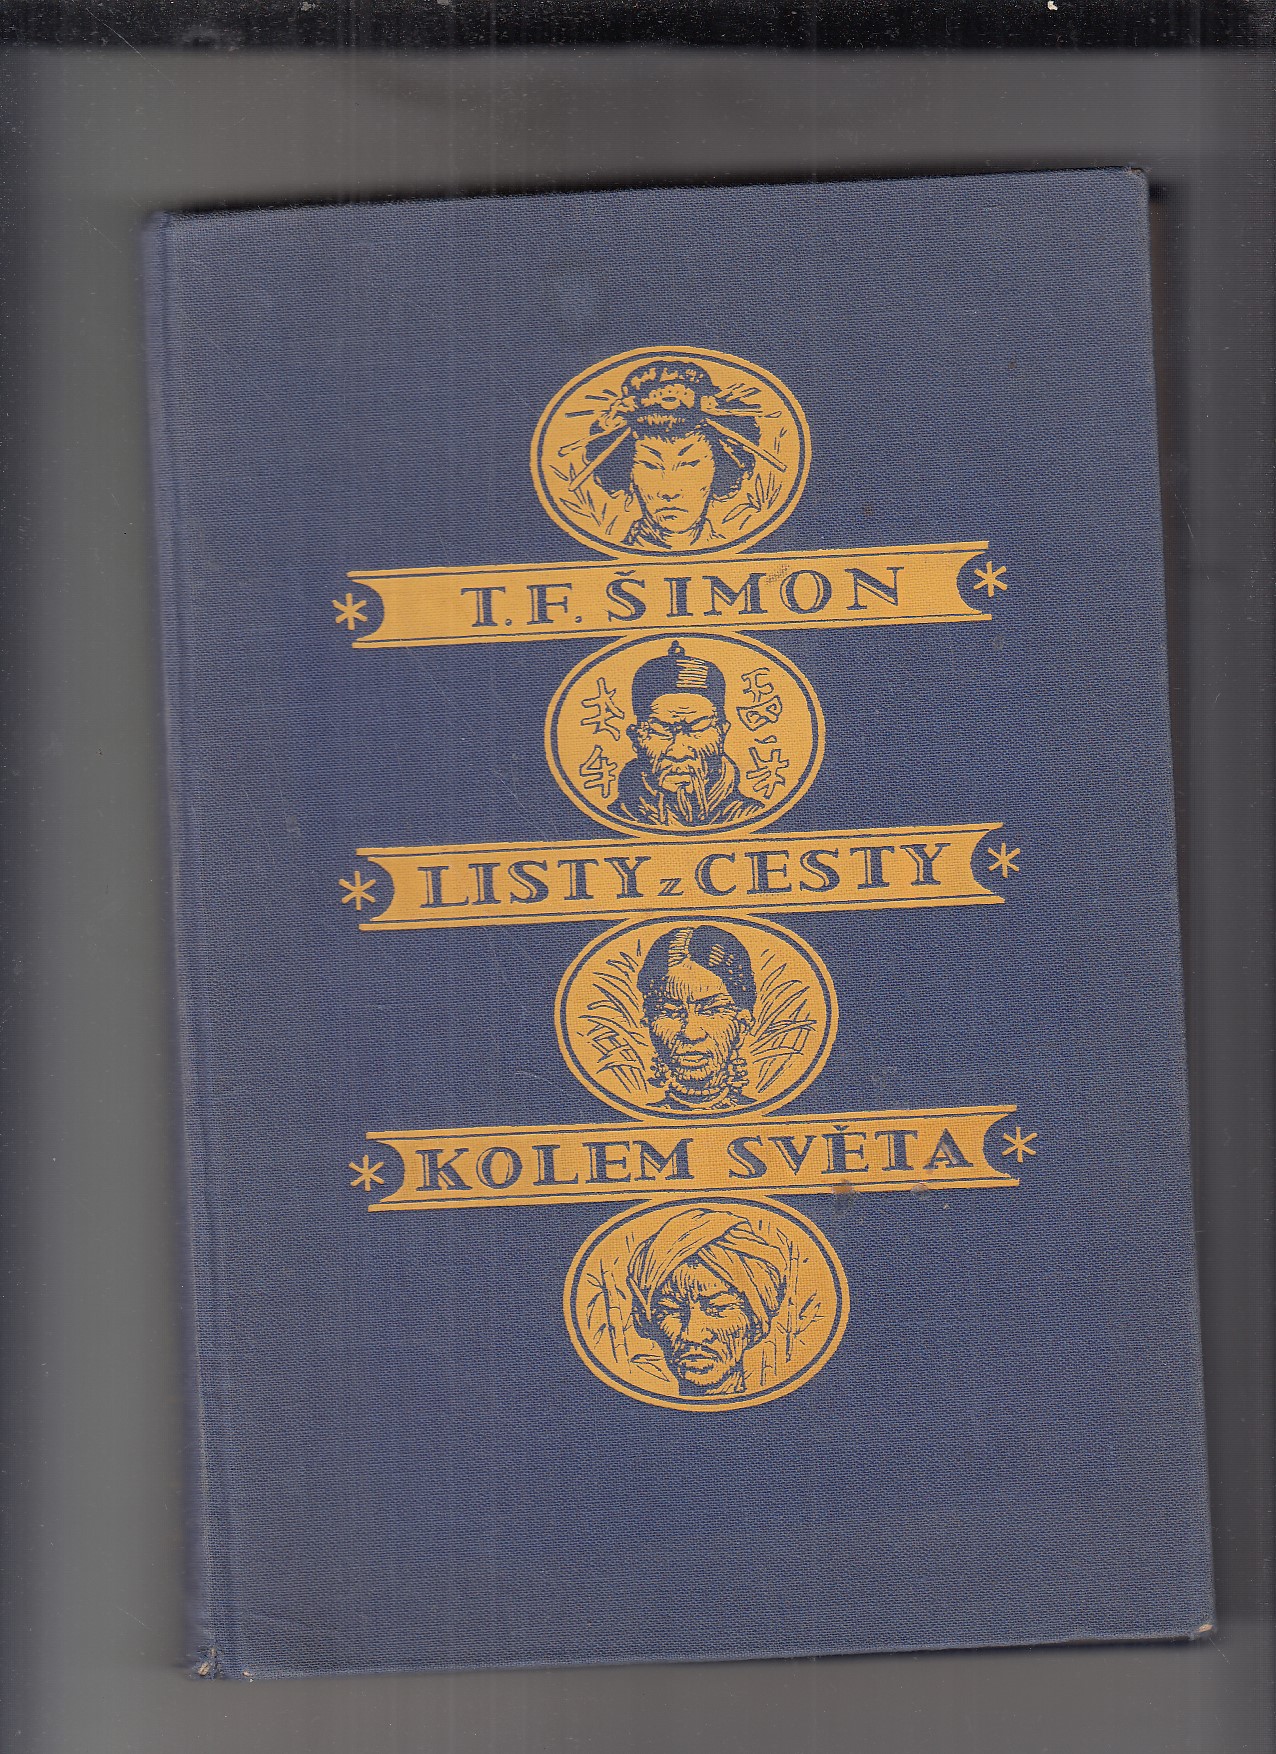 T. F. ŠIMON
LISTY z CESTY
KOLEM SVĚTA